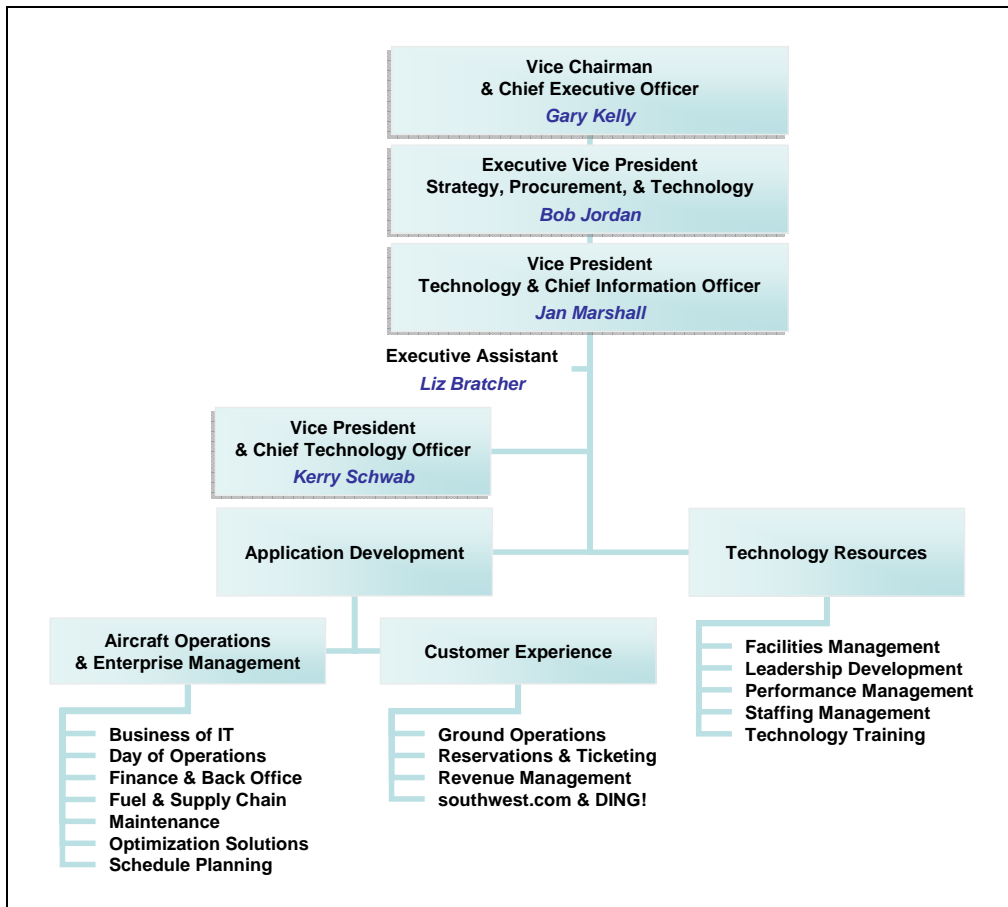 Vice Chairman
& Chief Executive Officer
Gary Kelly
Executive Vice President
Strategy, Procurement, & Technology
Bob Jordan
Vice President
Technology & Chief Information Officer
Jan Marshall
Executive Assistant
Liz Bratcher
Vice President
& Chief Technology Officer
Kerry Schwab
Application Development
Technology Resources
Aircraft Operations
& Enterprise Management
Customer Experience
Business of IT
Day of Operations
Finance & Back Office
Fuel & Supply Chain
Maintenance
Optimization Solutions
Schedule Planning
Ground Operations
Reservations & Ticketing
Revenue Management
southwest.com & DING!
Facilities Management
Leadership Development
Performance Management
Staffing Management
Technology Training